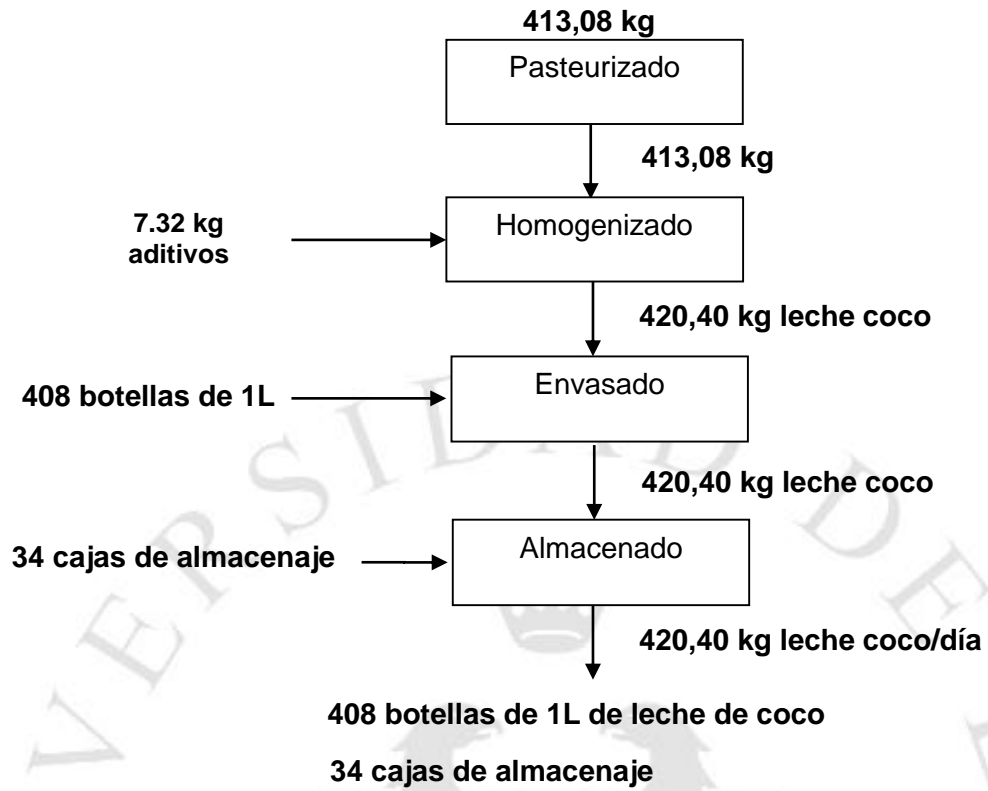 413,08 kg
Pasteurizado
413,08 kg
7.32 kg
aditivos
Homogenizado
420,40 kg leche coco
408 botellas de 1L
Envasado
420,40 kg leche coco
34 cajas de almacenaje
Almacenado
420,40 kg leche coco/día
408 botellas de 1L de leche de coco
34 cajas de almacenaje
VERSIDAD DE